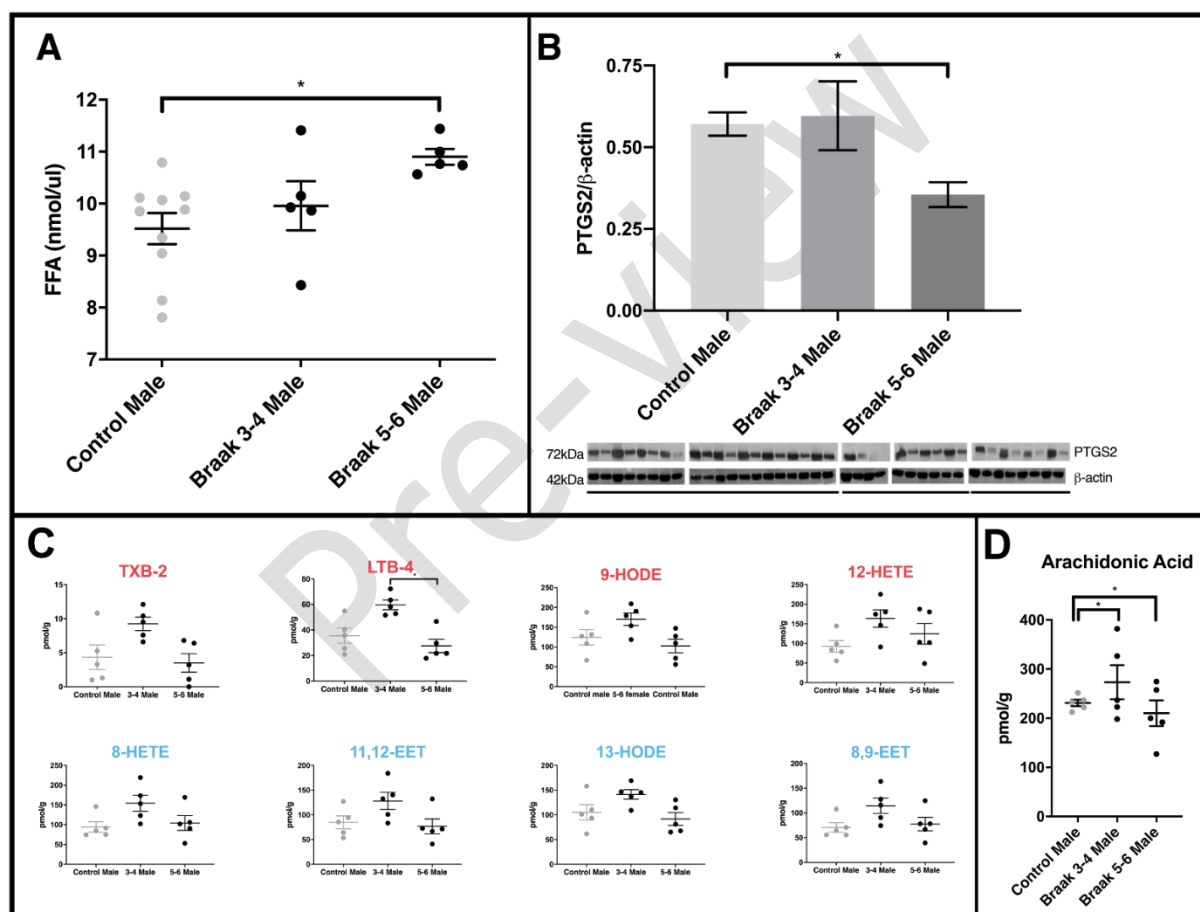 A
*
12
11
10
9
8
7
FFA (nmol/ul)
Control Male
Braak 3-4 Male
Braak 5-6 Male
B
*
0.75
0.50
0.25
0.00
PTGS2/β-actin
Control Male
Braak 3-4 Male
Braak 5-6 Male
72kDa
PTGS2
42kDa
β-actin
Pre-view
C
TXB-2
15
10
5
0
pmol/g
Control Male 3-4 Male 5-6 Male
LTB-4
80
60
40
20
0
pmol/g
Control Male 3-4 Male 5-6 Male
9-HODE
250
200
150
100
50
0
pmol/g
Control male 5-6 female Control Male
12-HETE
250
200
150
100
50
0
pmol/g
Control Male 3-4 Male 5-6 Male
8-HETE
250
200
150
100
50
0
pmol/g
Control Male 3-4 Male 5-6 Male
11,12-EET
200
150
100
50
0
pmol/g
Control Male 3-4 Male 5-6 Male
13-HODE
200
150
100
50
0
pmol/g
Control Male 3-4 Male 5-6 Male
8,9-EET
200
150
100
50
0
pmol/g
Control Male 3-4 Male 5-6 Male
D
Arachidonic Acid
*
*
400
300
200
100
0
pmol/g
Control Male
Braak 3-4 Male
Braak 5-6 Male